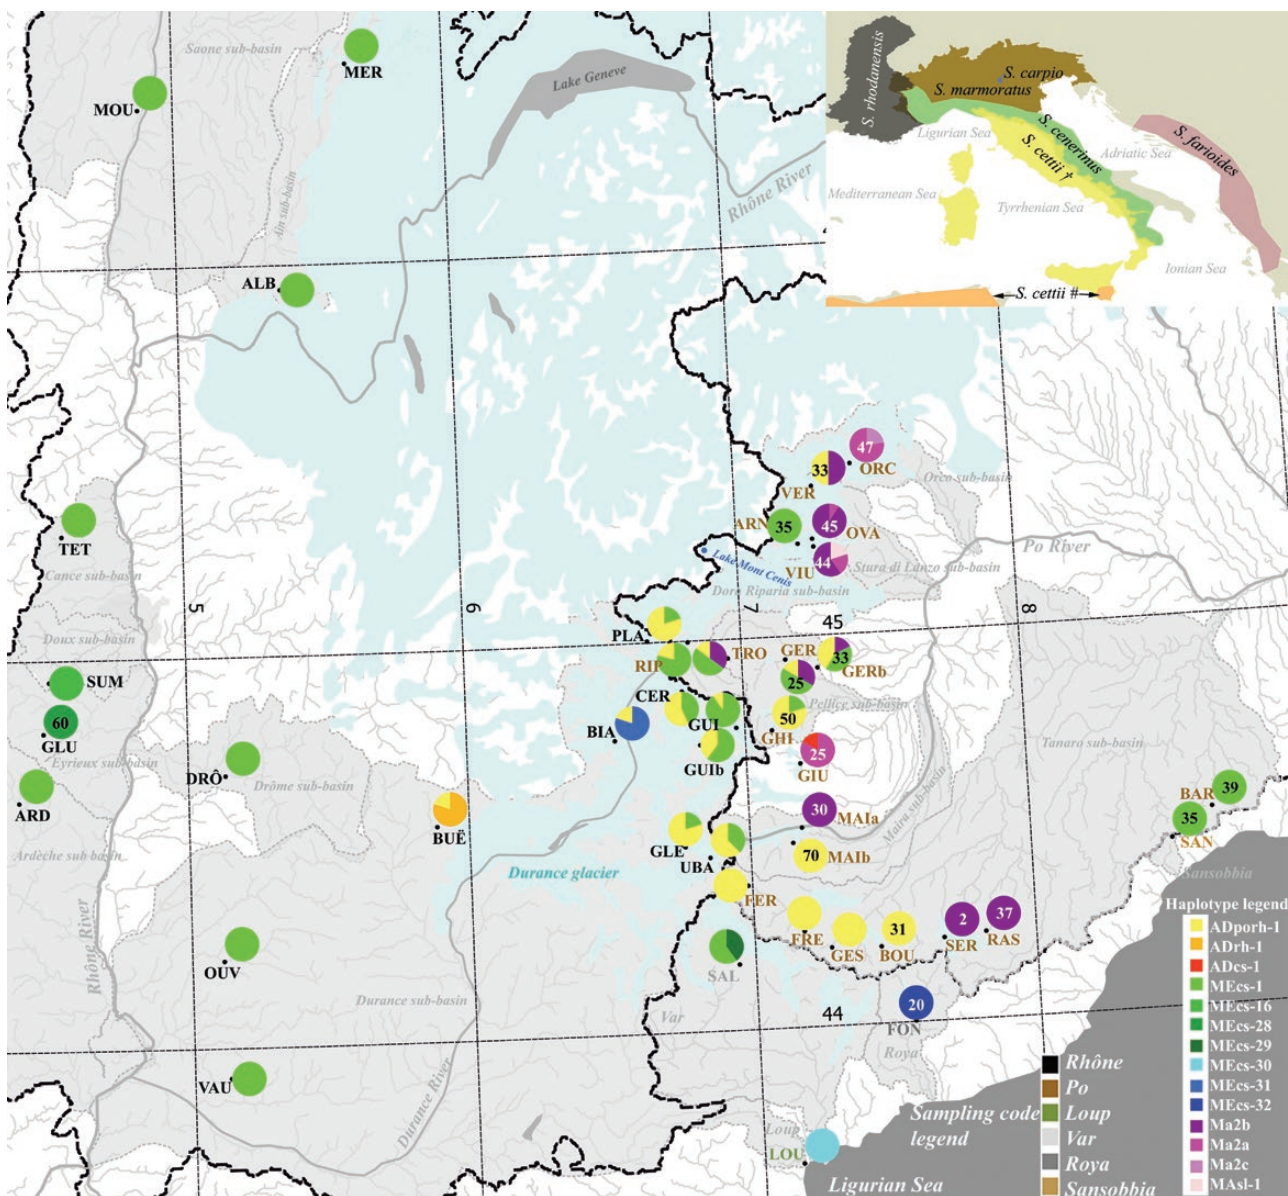 Saone sub-basin
MER
MOU
Lake Geneve
Ain sub-basin
Rhône River
ALB
S. rhodanensis
S. carpio
S. marmoratus
Ligurian Sea
S. cenerinus
S. cettii †
Adriatic Sea
S. farioides
Mediterranean Sea
Tyrrhenian Sea
Ionian Sea
S. cettii #
47
ORC
33
VER
Orco sub-basin
ARN
35
45
OVA
TET
Lake Mont Cenis
44
VIU
Stura di Lanzo sub-basin
Po River
Cance sub-basin
Dora Riparia sub-basin
5
6
7
8
45
Doux sub-basin
PLA
RIP
TRO
GER
33
GERb
25
SUM
CER
Pellice sub-basin
60
GLU
BIA
GUI
50
GHI
Tanaro sub-basin
Eyrieux sub-basin
DRÔ
GUIb
25
GIU
Drôme sub-basin
ARD
BUË
30
MAIa
Maira sub-basin
BAR
39
35
SAN
Ardèche sub basin
GLE
UBA
70
MAIb
Durance glacier
Sansobbia
FER
Rhône River
FRE
GES
31
BOU
2
SER
37
RAS
OUV
SAL
Durance sub-basin
Var
44
20
FON
Roya
VAU
Durance River
Loup
LOU
Ligurian Sea
Sampling code
legend
Rhône
Po
Loup
Var
Roya
Sansobbia
Haplotype legend
ADporh-1
ADrh-1
ADcs-1
MEcs-1
MEcs-16
MEcs-28
MEcs-29
MEcs-30
MEcs-31
MEcs-32
Ma2b
Ma2a
Ma2c
MAsl-1